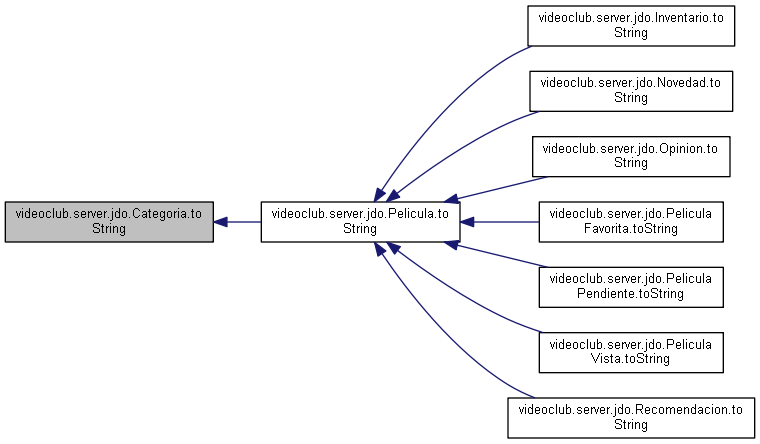 videoclub.server.jdo.Inventario.to
String
videoclub.server.jdo.Novedad.to
String
videoclub.server.jdo.Opinion.to
String
videoclub.server.jdo.Categoria.to
String
videoclub.server.jdo.Pelicula.to
String
videoclub.server.jdo.Pelicula
Favorita.toString
videoclub.server.jdo.Pelicula
Pendiente.toString
videoclub.server.jdo.Pelicula
Vista.toString
videoclub.server.jdo.Recomendacion.to
String